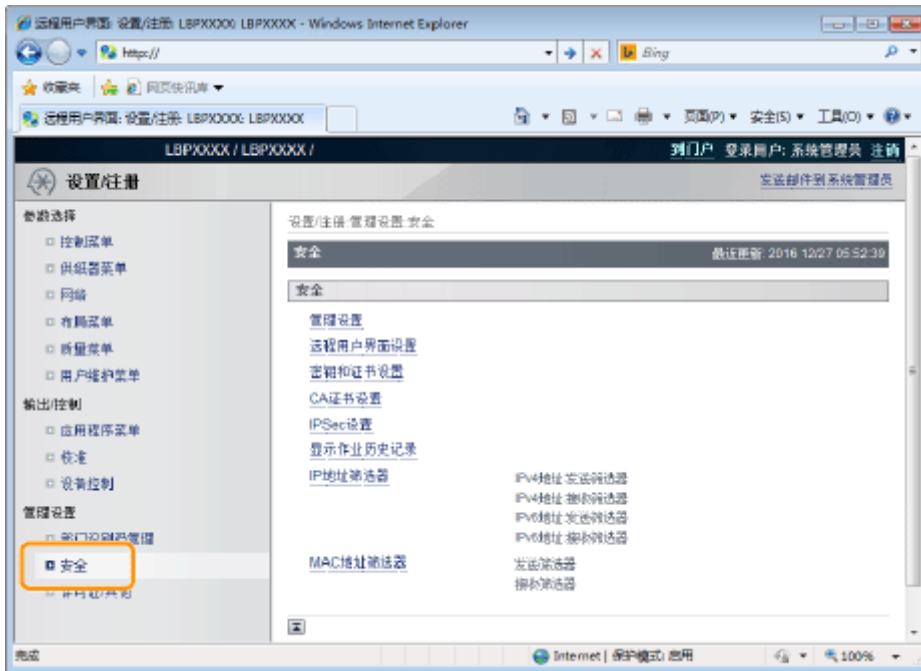 远程用户界面: 设置/注册: LBPXXXX: LBPXXXX - Windows Internet Explorer
http://
Bing
收藏夹 网页快讯库
远程用户界面: 设置/注册: LBPXXXX: LBPXXXX
页面(P) 安全(S) 工具(O)
LBPXXXX / LBPXXXX /
到门户 登录用户: 系统管理员 注销
设置/注册
发送邮件到系统管理员
参数选择
控制菜单
供纸器菜单
网络
布局菜单
质量菜单
用户维护菜单
输出/控制
应用程序菜单
校准
设备控制
管理设置
部门识别码管理
安全
许可证/其他
设置/注册:管理设置:安全
安全
最近更新: 2016 12/27 05:52:39
安全
管理设置
远程用户界面设置
密钥和证书设置
CA证书设置
IPSec设置
显示作业历史记录
IP地址筛选器
IPv4地址:发送筛选器
IPv4地址:接收筛选器
IPv6地址:发送筛选器
IPv6地址:接收筛选器
MAC地址筛选器
发送筛选器
接收筛选器
完成
Internet | 保护模式: 启用
100%